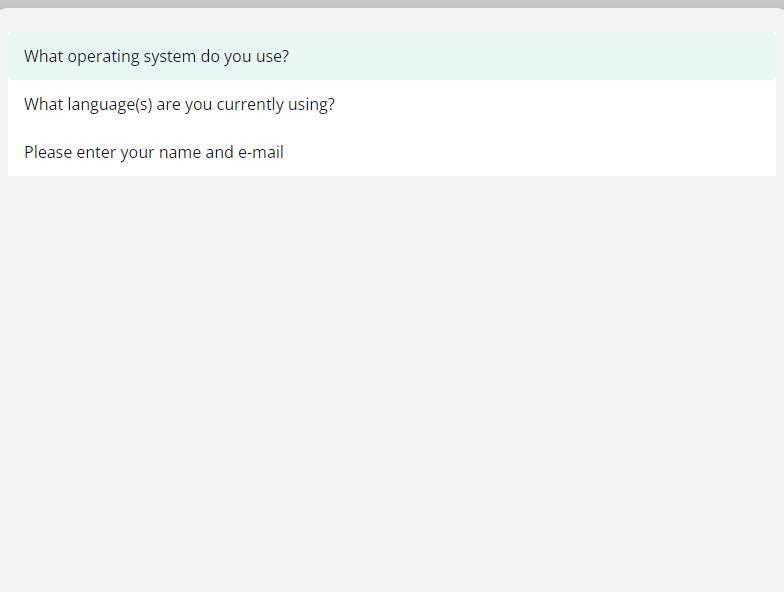 What operating system do you use?
What language(s) are you currently using?
Please enter your name and e-mail